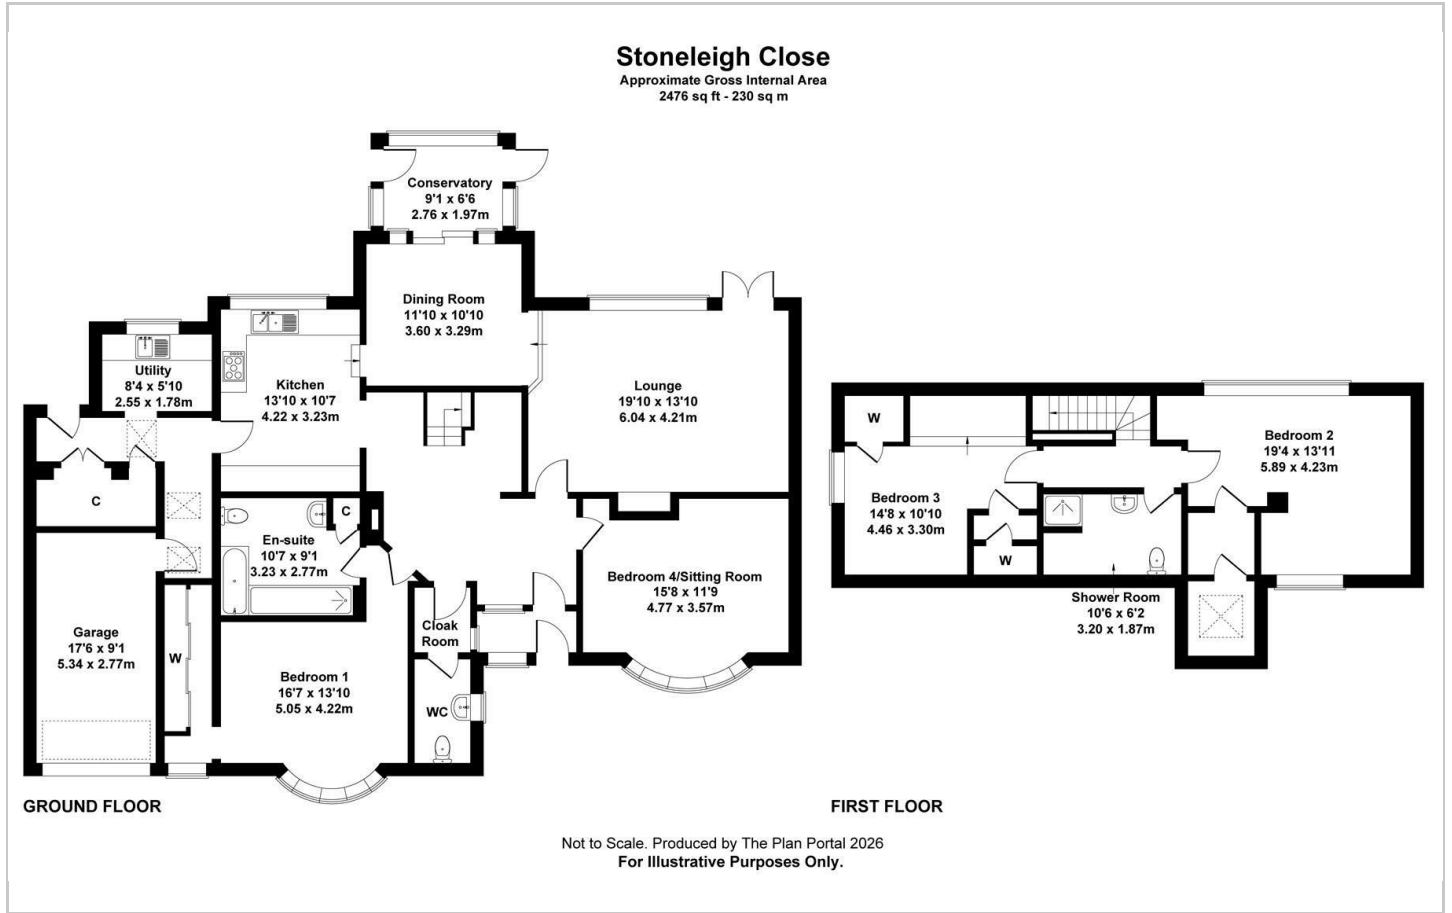 Stoneleigh Close
Approximate Gross Internal Area
2476 sq ft - 230 sq m
Conservatory
9'1 x 6'6
2.76 x 1.97m
Dining Room
11'10 x 10'10
3.60 x 3.29m
Utility
8'4 x 5'10
2.55 x 1.78m
Kitchen
13'10 x 10'7
4.22 x 3.23m
Lounge
19'10 x 13'10
6.04 x 4.21m
C
C
En-suite
10'7 x 9'1
3.23 x 2.77m
Bedroom 4/Sitting Room
15'8 x 11'9
4.77 x 3.57m
Garage
17'6 x 9'1
5.34 x 2.77m
W
Cloak
Room
Bedroom 1
16'7 x 13'10
5.05 x 4.22m
WC
GROUND FLOOR
W
Bedroom 2
19'4 x 13'11
5.89 x 4.23m
Bedroom 3
14'8 x 10'10
4.46 x 3.30m
W
Shower Room
10'6 x 6'2
3.20 x 1.87m
FIRST FLOOR
Not to Scale. Produced by The Plan Portal 2026
For Illustrative Purposes Only.